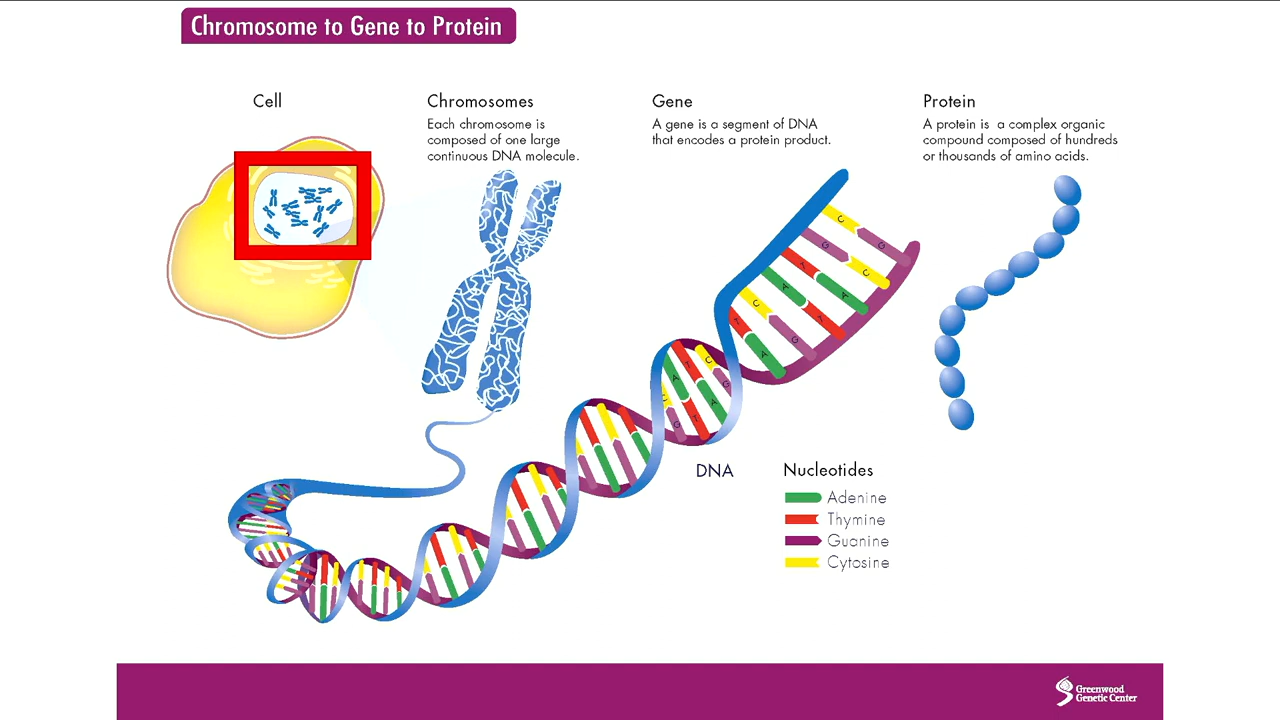 Chromosome to Gene to Protein
Cell
Chromosomes
Each chromosome is
composed of one large
continuous DNA molecule.
Gene
A gene is a segment of DNA
that encodes a protein product.
Protein
A protein is a complex organic
compound composed of hundreds
or thousands of amino acids.
C G
G C
T A
A T
C G
T A
C G
T A
A T
C G
DNA
Nucleotides
Adenine
Thymine
Guanine
Cytosine
Greenwood
Genetic Center